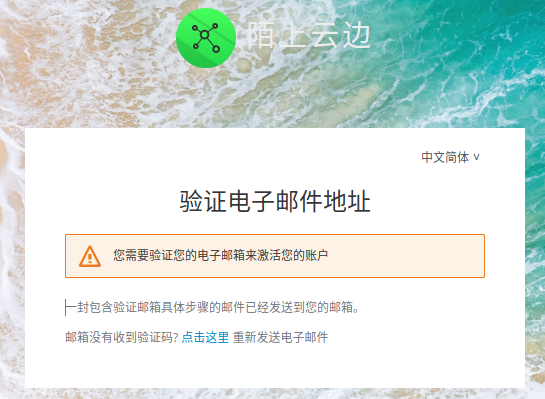 陌上云边
中文简体
验证电子邮件地址
您需要验证您的电子邮箱来激活您的账户
一封包含验证邮箱具体步骤的邮件已经发送到您的邮箱。
邮箱没有收到验证码? 点击这里 重新发送电子邮件